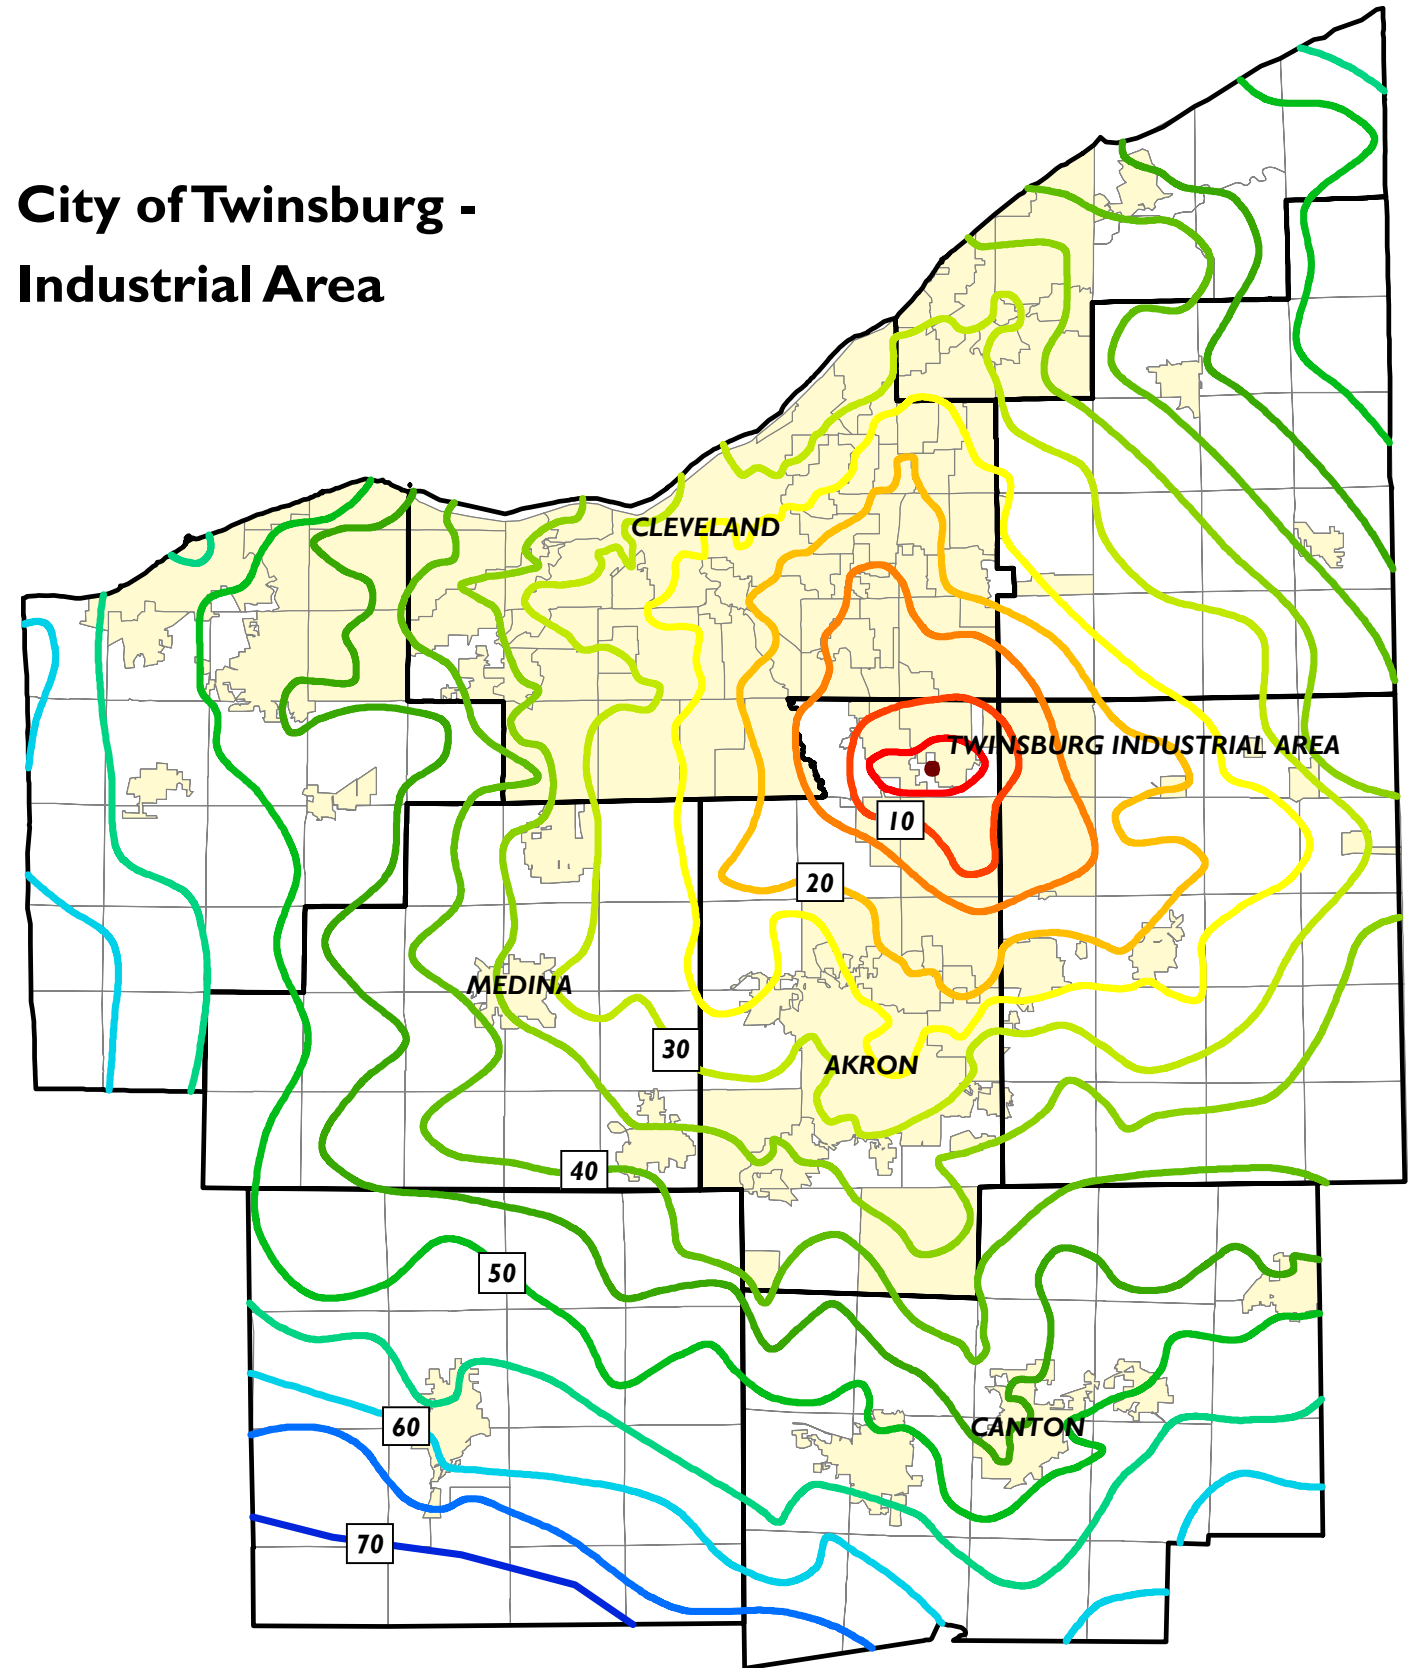 City of Twinsburg -
Industrial Area
CLEVELAND
TWINSBURG INDUSTRIAL AREA
10
20
MEDINA
30
AKRON
40
50
60
CANTON
70